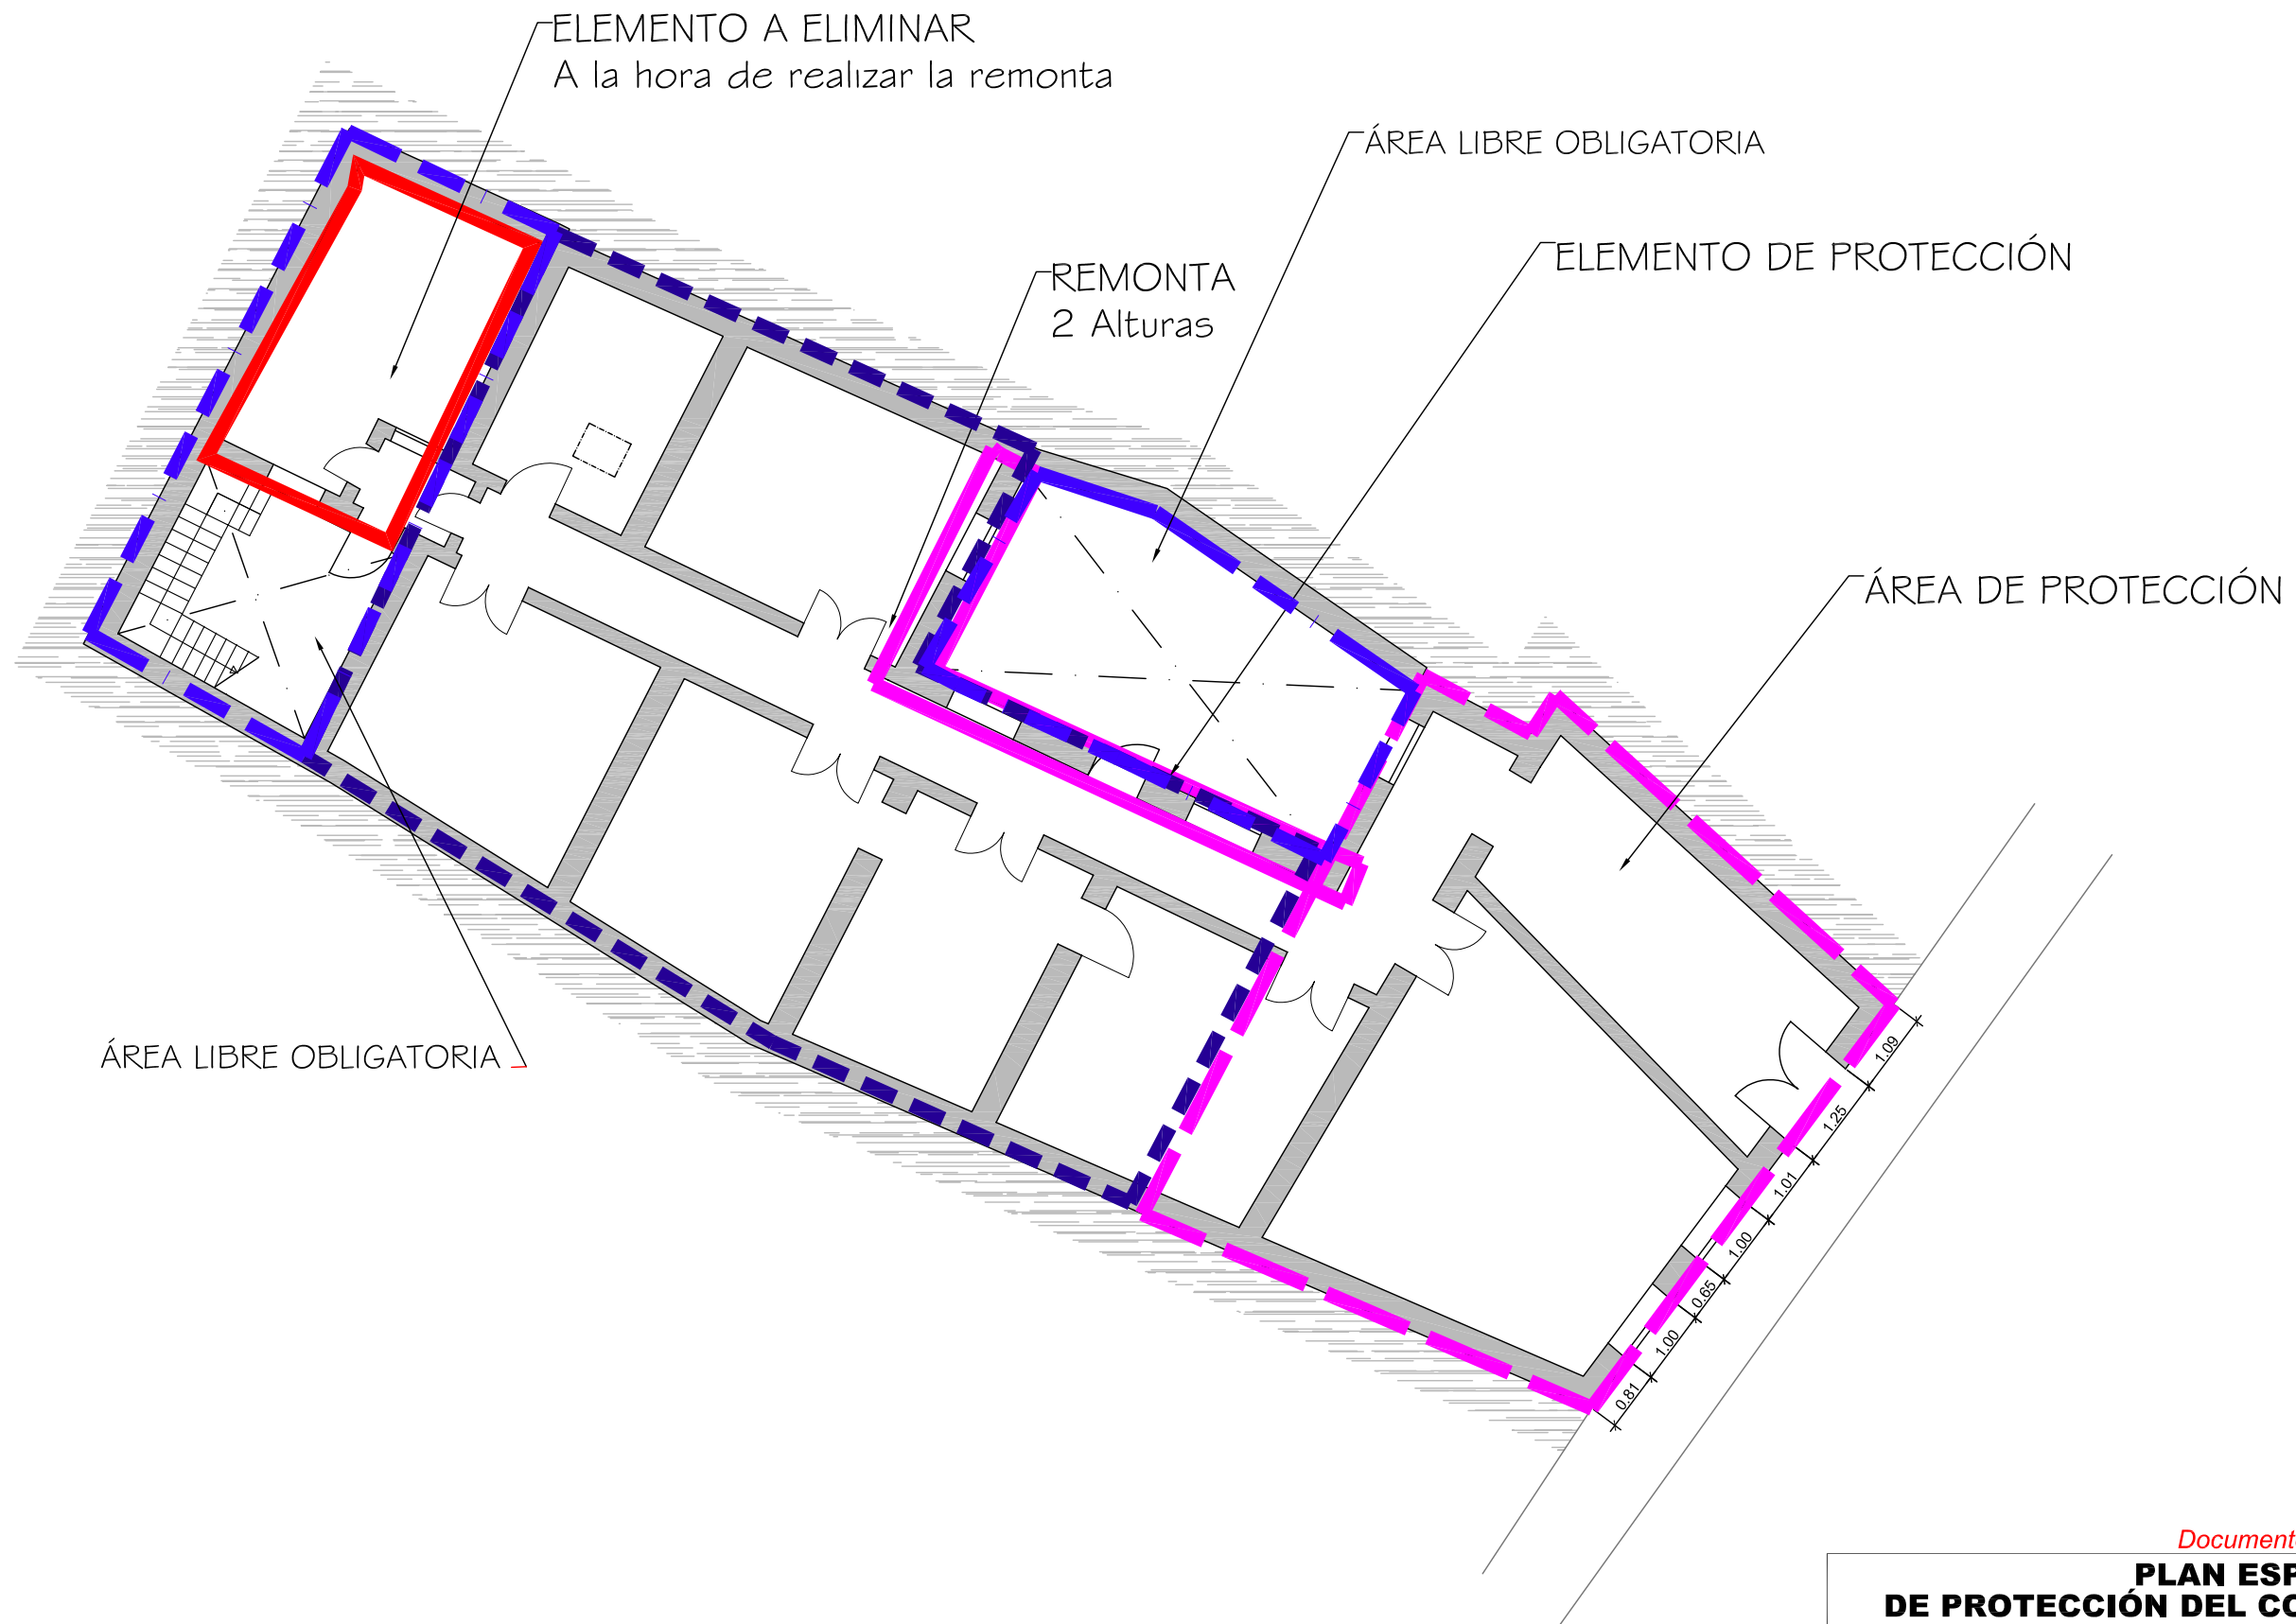 ELEMENTO A ELIMINAR
A la hora de realizar la remonta
ÁREA LIBRE OBLIGATORIA
ELEMENTO DE PROTECCIÓN
REMONTA
2 Alturas
ÁREA DE PROTECCIÓN
ÁREA LIBRE OBLIGATORIA
1.09
1.25
1.01
1.00
0.65
1.00
0.81
Document
PLAN ESP
DE PROTECCIÓN DEL CO